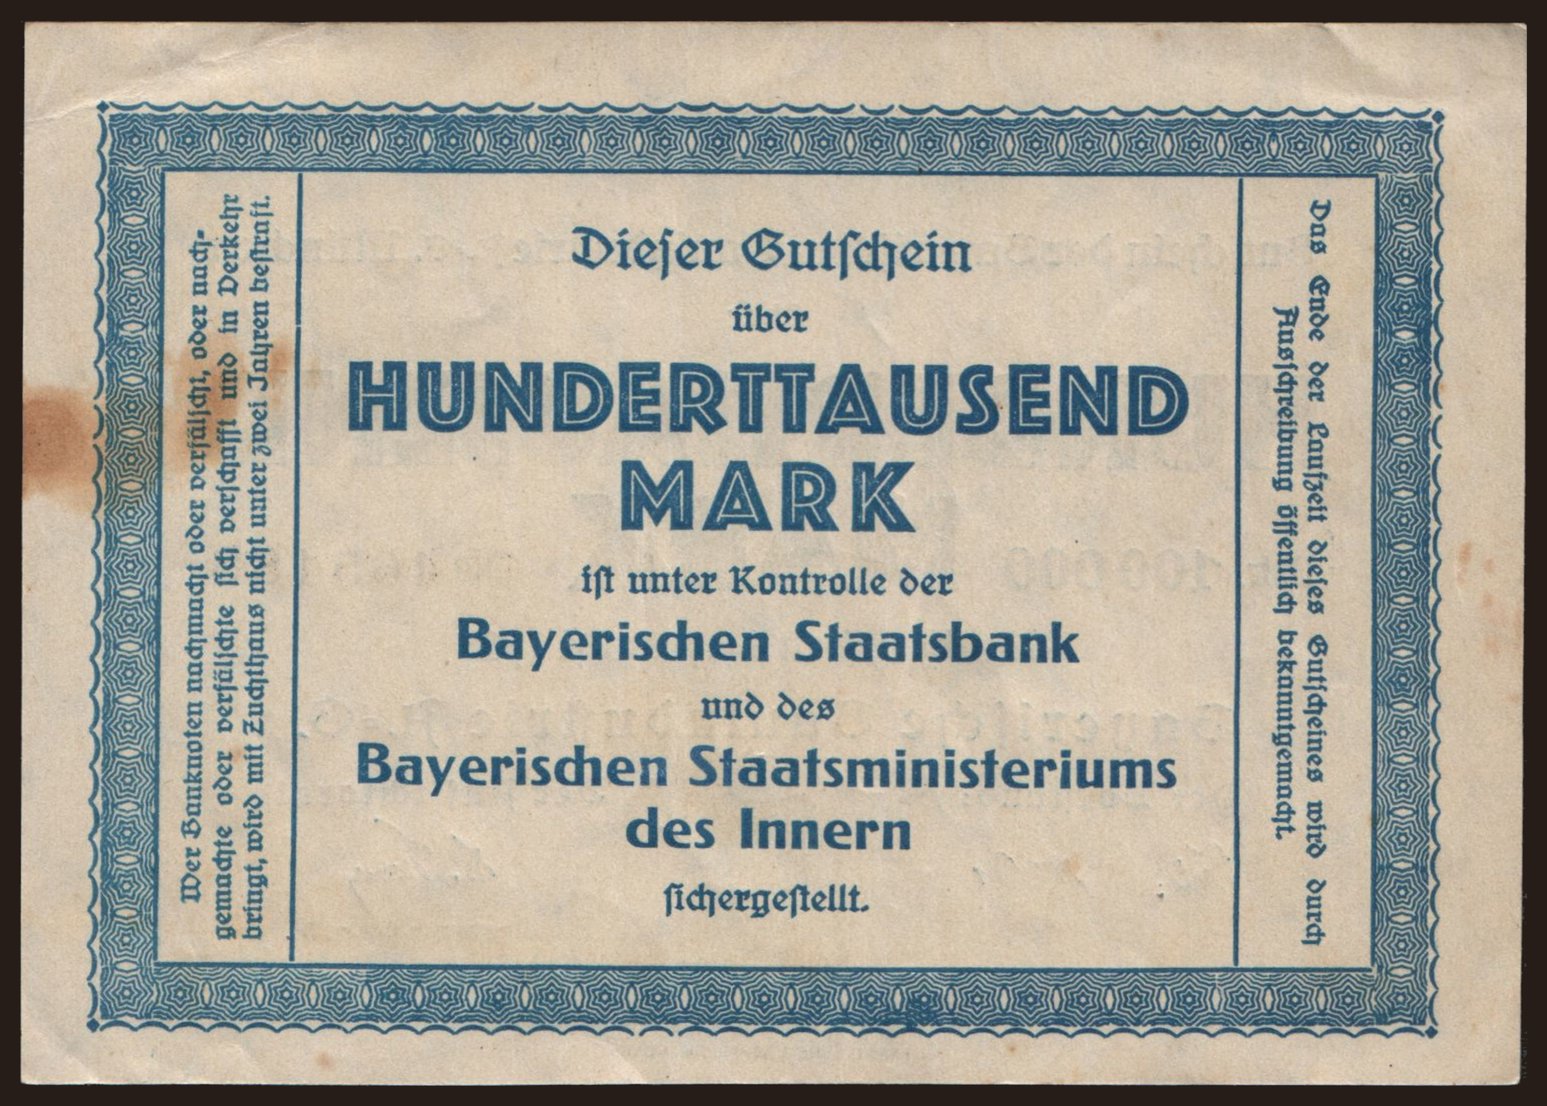 Wer Banknoten nachmacht oder verfälscht, oder nach-
gemachte oder verfälschte sich verschafft und in Verkehr
bringt, wird mit Zuchthaus nicht unter zwei Jahren bestraft.
Dieser Gutschein
über
HUNDERTTAUSEND
MARK
ist unter Kontrolle der
Bayerischen Staatsbank
und des
Bayerischen Staatsministeriums
des Innern
sichergestellt.
Das Ende der Laufzeit dieses Gutscheines wird durch
Ausschreibung öffentlich bekanntgemacht.